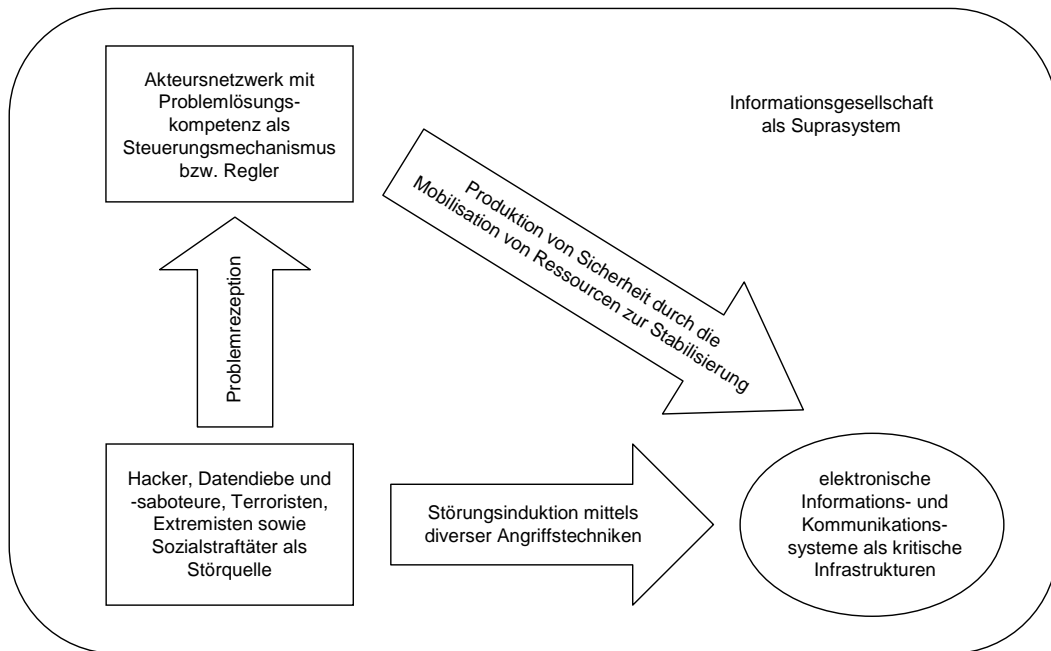 Akteursnetzwerk mit
Problemlösungs-
kompetenz als
Steuerungsmechanismus
bzw. Regler
Informationsgesellschaft
als Suprasystem
Produktion von Sicherheit durch die
Mobilisation von Ressourcen zur Stabilisierung
Problemrezeption
Hacker, Datendiebe und
-saboteure, Terroristen,
Extremisten sowie
Sozialstraftäter als
Störquelle
Störungsinduktion mittels
diverser Angriffstechniken
elektronische
Informations- und
Kommunikations-
systeme als kritische
Infrastrukturen